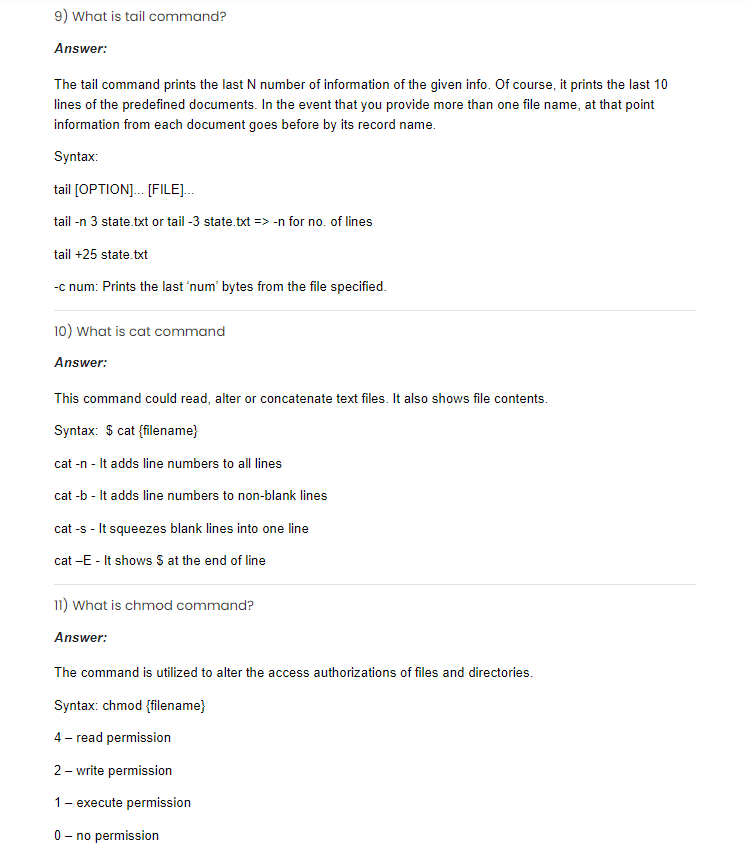 9) What is tail command?
Answer:
The tail command prints the last N number of information of the given info. Of course, it prints the last 10
lines of the predefined documents. In the event that you provide more than one file name, at that point
information from each document goes before by its record name.
Syntax:
tail [OPTION]... [FILE]...
tail -n 3 state.txt or tail -3 state.txt => -n for no. of lines
tail +25 state.txt
-c num: Prints the last ‘num’ bytes from the file specified.
10) What is cat command
Answer:
This command could read, alter or concatenate text files. It also shows file contents.
Syntax:  $ cat {filename}
cat -n - It adds line numbers to all lines
cat -b - It adds line numbers to non-blank lines
cat -s - It squeezes blank lines into one line
cat –E - It shows $ at the end of line
11) What is chmod command?
Answer:
The command is utilized to alter the access authorizations of files and directories.
Syntax: chmod {filename}
4 – read permission
2 – write permission
1 – execute permission
0 – no permission